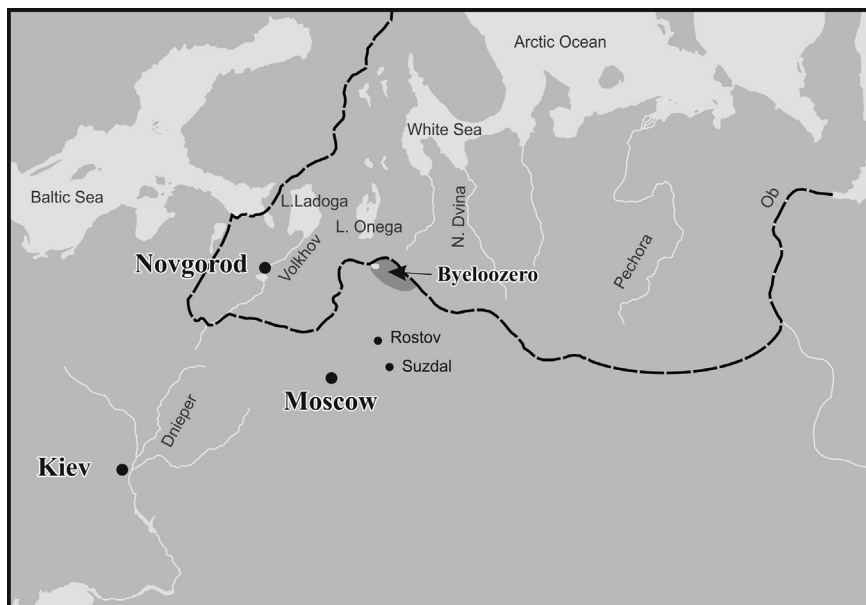 Arctic Ocean
White Sea
Baltic Sea
L.Ladoga
L. Onega
N. Dvina
Ob
Pechora
Novgorod
Volkhov
Byeloozero
Rostov
Suzdal
Moscow
Dnieper
Kiev